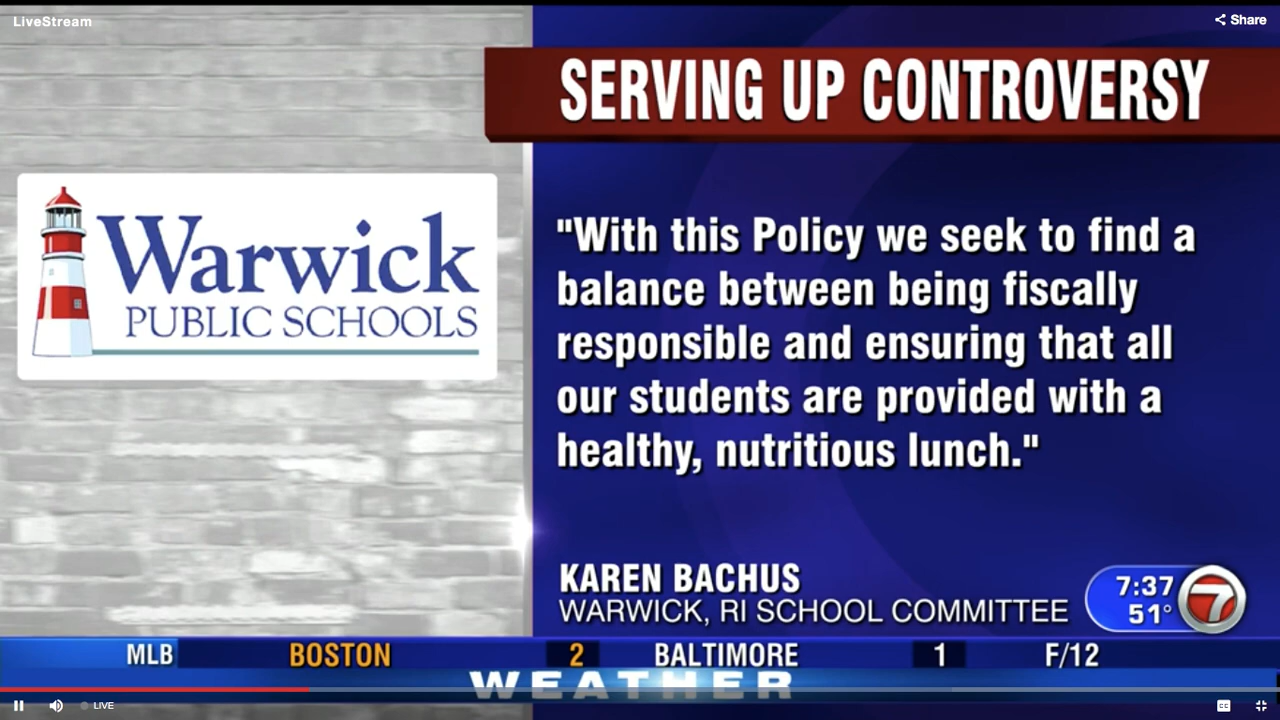 LiveStream
Share
SERVING UP CONTROVERSY
Warwick
PUBLIC SCHOOLS
"With this Policy we seek to find a
balance between being fiscally
responsible and ensuring that all
our students are provided with a
healthy, nutritious lunch."
KAREN BACHUS
WARWICK, RI SCHOOL COMMITTEE
7:37
51°
7
MLB BOSTON 2 BALTIMORE 1 F/12
WEATHER
LIVE
CC